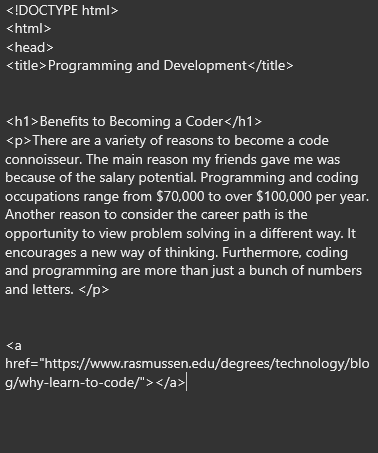 <!DOCTYPE html>
<html>
<head>
<title>Programming and Development</title>
<h1>Benefits to Becoming a Coder</h1>
<p>There are a variety of reasons to become a code
connoisseur. The main reason my friends gave me was
because of the salary potential. Programming and coding
occupations range from $70,000 to over $100,000 per year.
Another reason to consider the career path is the
opportunity to view problem solving in a different way. It
encourages a new way of thinking. Furthermore, coding
and programming are more than just a bunch of numbers
and letters. </p>
<a
href="https://www.rasmussen.edu/degrees/technology/blo
g/why-learn-to-code/"></a>